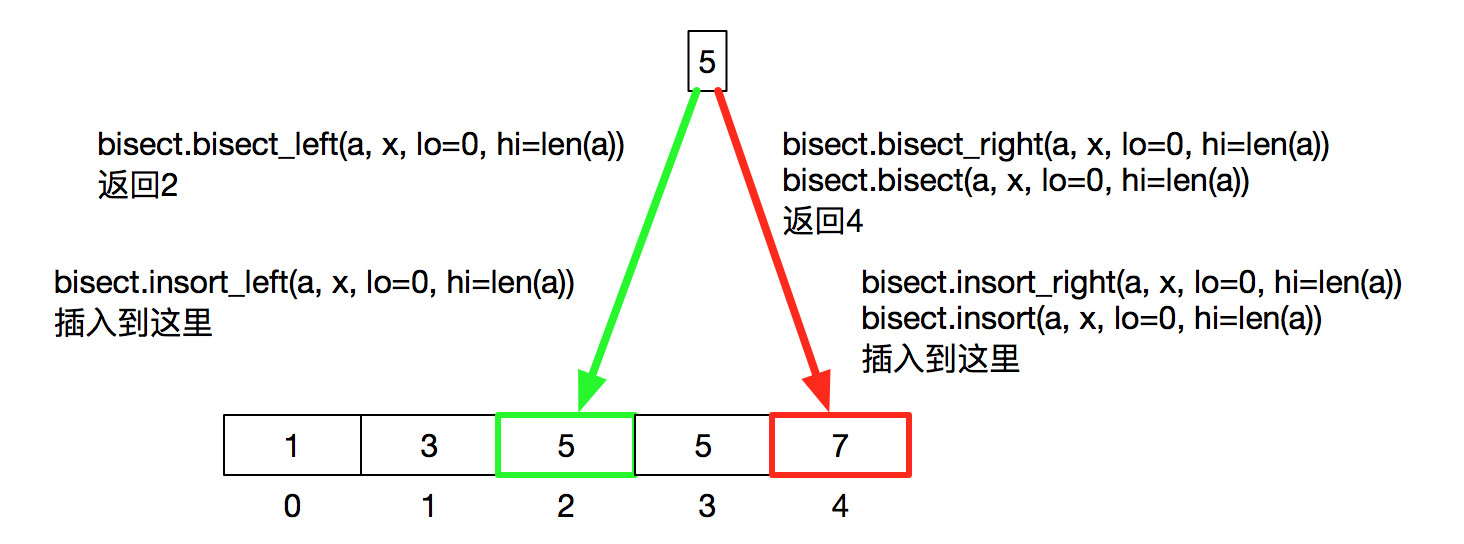 5
bisect.bisect_left(a, x, lo=0, hi=len(a))
返回2
bisect.bisect_right(a, x, lo=0, hi=len(a))
bisect.bisect(a, x, lo=0, hi=len(a))
返回4
bisect.insort_left(a, x, lo=0, hi=len(a))
插入到这里
bisect.insort_right(a, x, lo=0, hi=len(a))
bisect.insort(a, x, lo=0, hi=len(a))
插入到这里
1 3 5 5 7
0 1 2 3 4